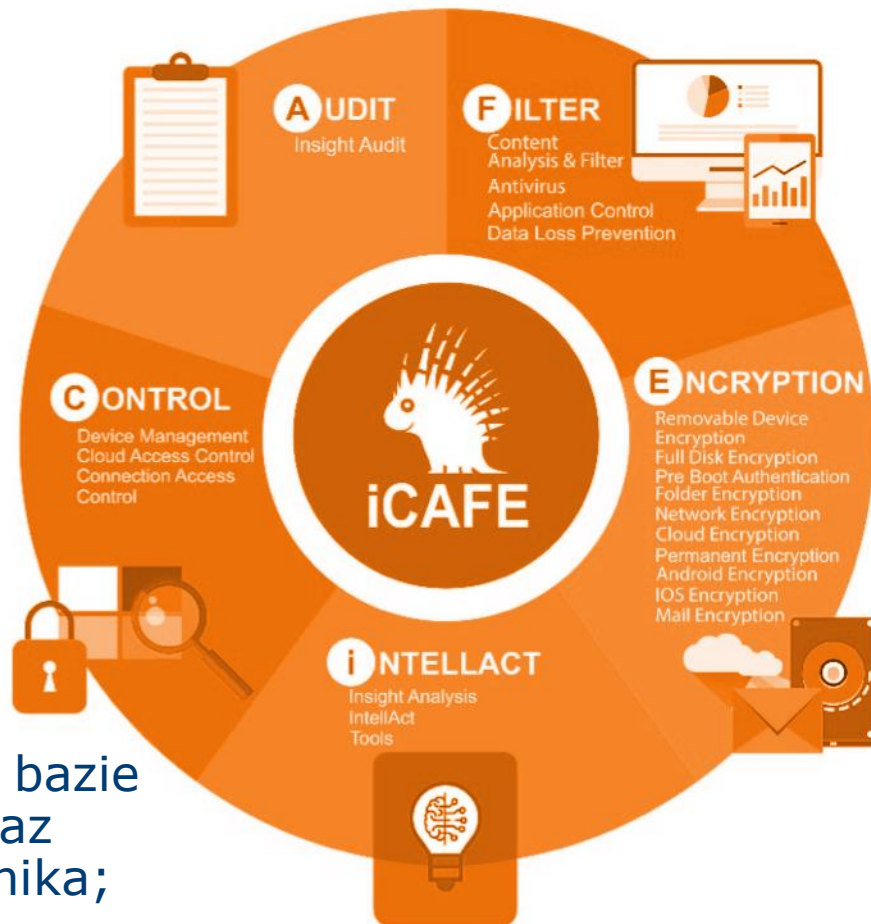 AUDIT
Insight Audit
FILTER
Content
Analysis & Filter
Antivirus
Application Control
Data Loss Prevention
CONTROL
Device Management
Cloud Access Control
Connection Access
Control
iCAFE
ENCRYPTION
Removable Device
Encryption
Full Disk Encryption
Pre Boot Authentication
Folder Encryption
Network Encryption
Cloud Encryption
Permanent Encryption
Android Encryption
IOS Encryption
Mail Encryption
iNTELLACT
Insight Analysis
IntellAct
Tools
bazie
az
nika;